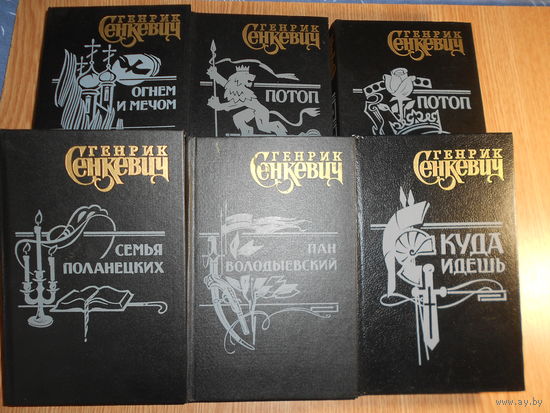 ГЕНРИК
СЕНКЕВИЧ
ОГНЕМ
И МЕЧОМ
ГЕНРИК
СЕНКЕВИЧ
ПОТОП
ГЕНРИК
СЕНКЕВИЧ
ПОТОП
ГЕНРИК
СЕНКЕВИЧ
СЕМЬЯ
ПОЛАНЕЦКИХ
ГЕНРИК
СЕНКЕВИЧ
ПАН
ВОЛОДЫЕВСКИЙ
ГЕНРИК
СЕНКЕВИЧ
КУДА
ИДЕШЬ
www.ay.by